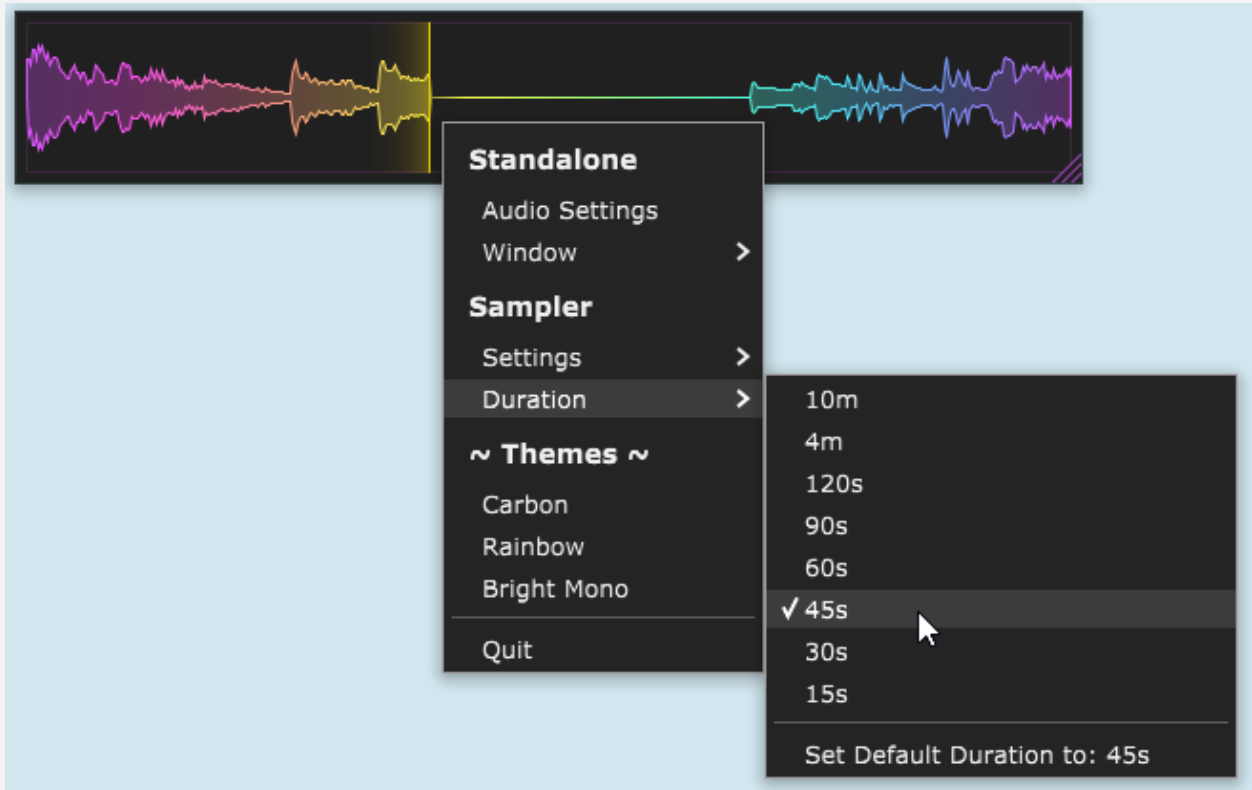 Standalone
Audio Settings
Window
Sampler
Settings
Duration
~ Themes ~
Carbon
Rainbow
Bright Mono
Quit
10m
4m
120s
90s
60s
45s
30s
15s
Set Default Duration to: 45s